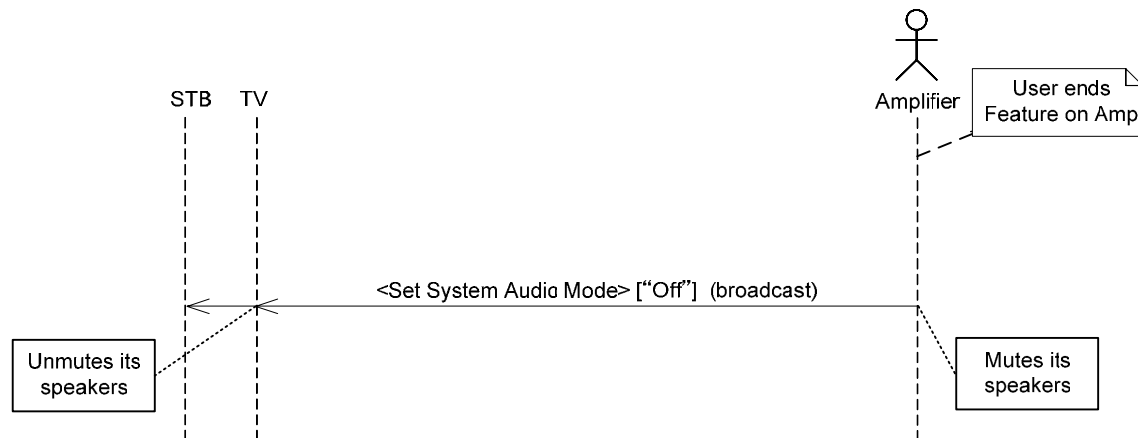 STB TV
Amplifier
User ends
Feature on Amp
<Set System Audio Mode> [“Off”] (broadcast)
Unmutes its
speakers
Mutes its
speakers